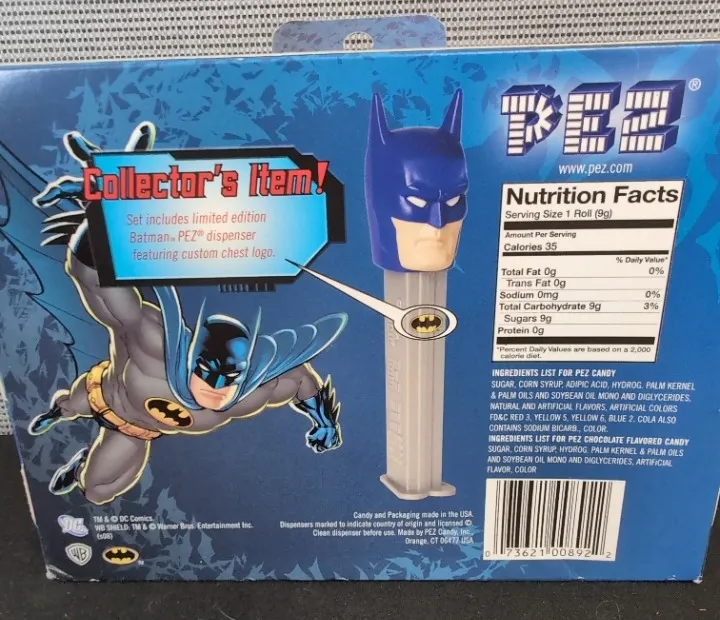 PEZ®
www.pez.com
Collector's Item!
Set includes limited edition
Batman™ PEZ® dispenser
featuring custom chest logo.
Nutrition Facts
Serving Size 1 Roll (9g)
Amount Per Serving
Calories 35
% Daily Value*
Total Fat 0g 0%
Trans Fat 0g
Sodium 0mg 0%
Total Carbohydrate 9g 3%
Sugars 9g
Protein 0g
*Percent Daily Values are based on a 2,000
calorie diet.
INGREDIENTS LIST FOR PEZ CANDY
SUGAR, CORN SYRUP, ADIPIC ACID, HYDROG. PALM KERNEL
& PALM OILS AND SOYBEAN OIL MONO AND DIGLYCERIDES,
NATURAL AND ARTIFICIAL FLAVORS, ARTIFICIAL COLORS
FD&C RED 3, YELLOW 5, YELLOW 6, BLUE 2. COLA ALSO
CONTAINS SODIUM BICARB., COLOR.
INGREDIENTS LIST FOR PEZ CHOCOLATE FLAVORED CANDY
SUGAR, CORN SYRUP, HYDROG. PALM KERNEL & PALM OILS
AND SOYBEAN OIL MONO AND DIGLYCERIDES, ARTIFICIAL
FLAVOR, COLOR
DC
TM & © DC Comics.
WB SHIELD: TM & © Warner Bros. Entertainment Inc.
(s08)
WB
Candy and Packaging made in the USA.
Dispensers marked to indicate country of origin and licensed ©.
Clean dispenser before use. Made by PEZ Candy, Inc.
Orange, CT 06477 USA
0 73621 00892 2